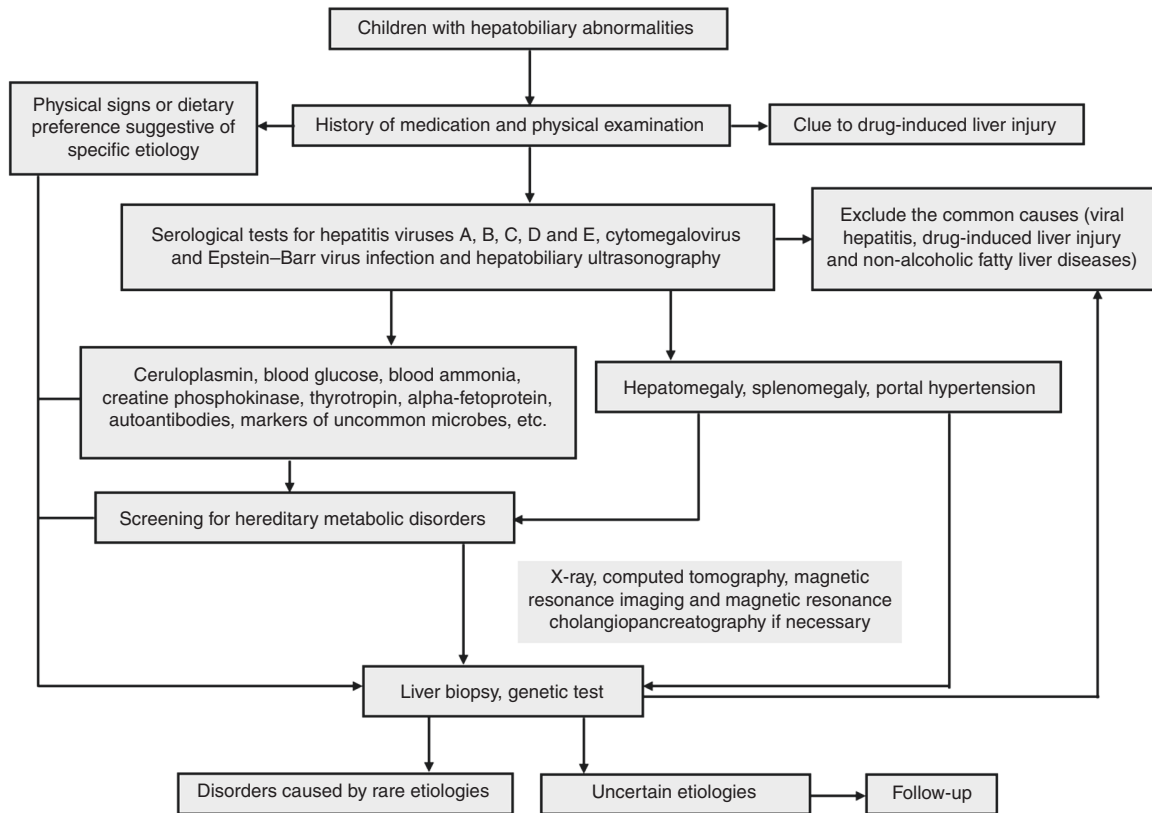 Children with hepatobiliary abnormalities
Physical signs or dietary
preference suggestive of
specific etiology
History of medication and physical examination
Clue to drug-induced liver injury
Serological tests for hepatitis viruses A, B, C, D and E, cytomegalovirus
and Epstein–Barr virus infection and hepatobiliary ultrasonography
Exclude the common causes (viral
hepatitis, drug-induced liver injury
and non-alcoholic fatty liver diseases)
Ceruloplasmin, blood glucose, blood ammonia,
creatine phosphokinase, thyrotropin, alpha-fetoprotein,
autoantibodies, markers of uncommon microbes, etc.
Hepatomegaly, splenomegaly, portal hypertension
Screening for hereditary metabolic disorders
X-ray, computed tomography, magnetic
resonance imaging and magnetic resonance
cholangiopancreatography if necessary
Liver biopsy, genetic test
Disorders caused by rare etiologies
Uncertain etiologies
Follow-up